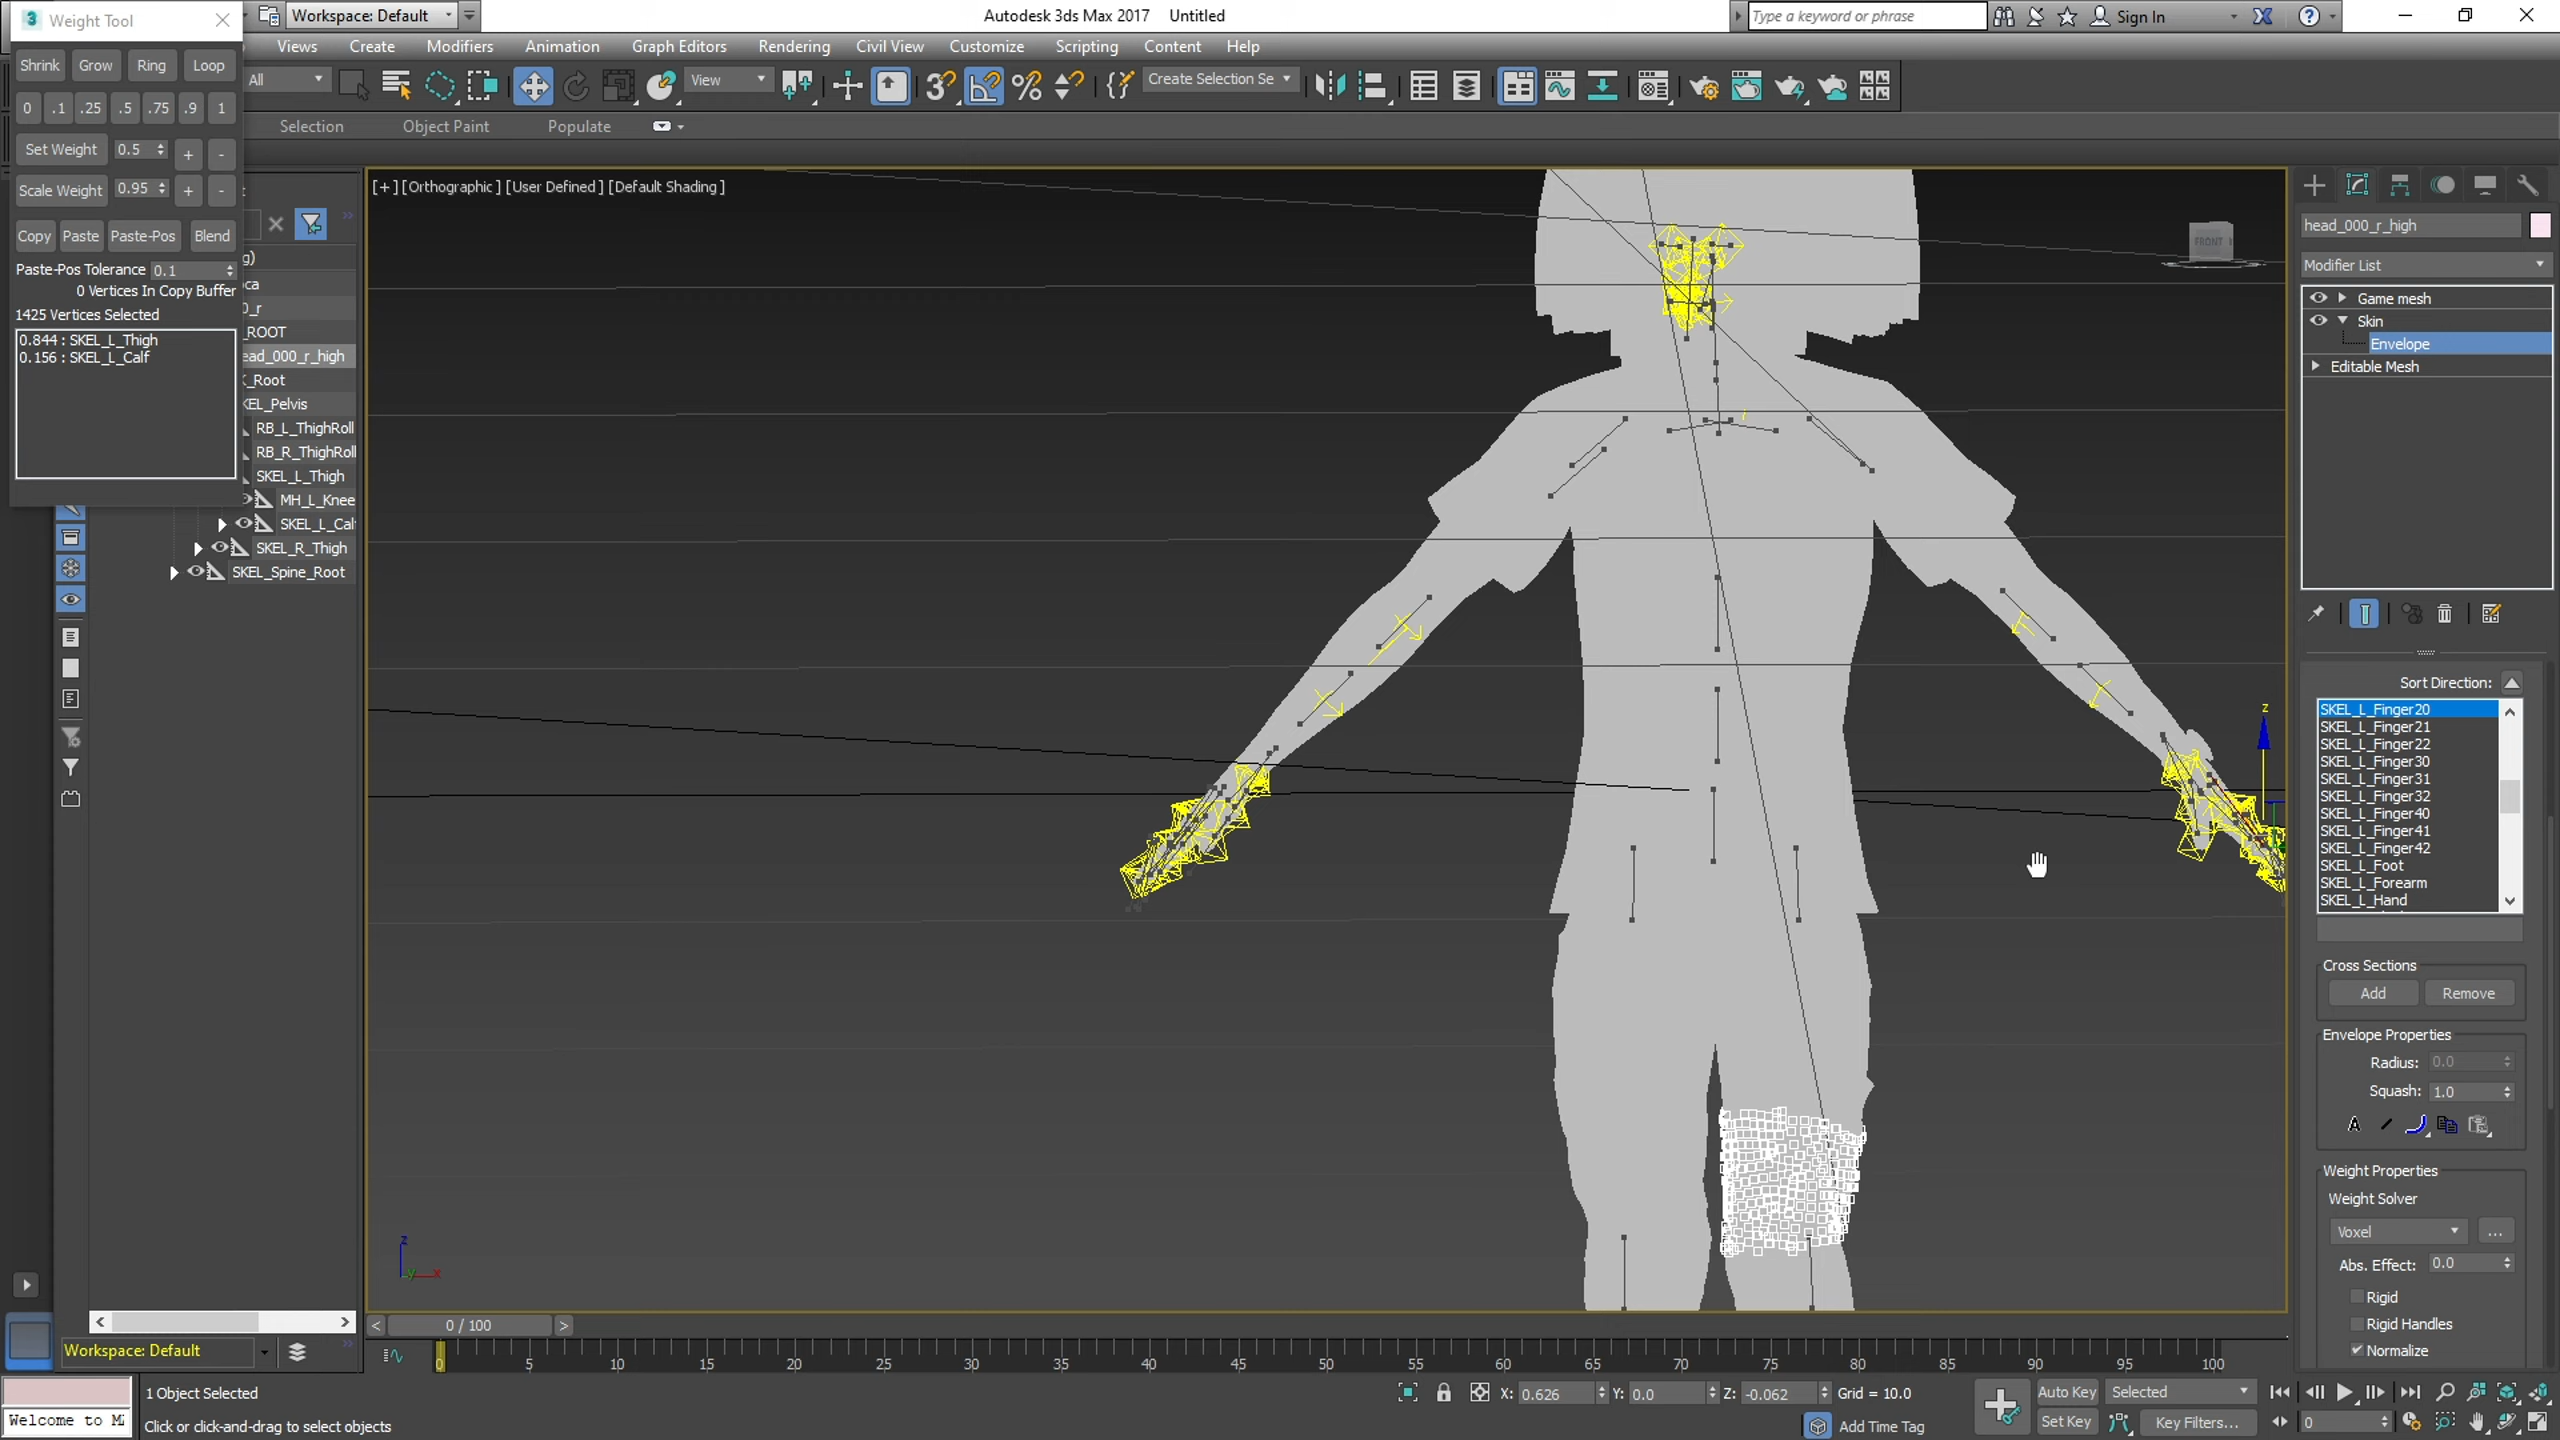 3 Weight Tool
Workspace: Default
Autodesk 3ds Max 2017 Untitled
Type a keyword or phrase
Sign In
Views Create Modifiers Animation Graph Editors Rendering Civil View Customize Scripting Content Help
Shrink Grow Ring Loop
All
View
Create Selection Se
0 .1 .25 .5 .75 .9 1
Selection Object Paint Populate
Set Weight 0.5 + -
Scale Weight 0.95 + -
Copy Paste Paste-Pos Blend
Paste-Pos Tolerance 0.1
0 Vertices In Copy Buffer
1425 Vertices Selected
0.844 : SKEL_L_Thigh
0.156 : SKEL_L_Calf
g)
ca
0_r
_ROOT
ead_000_r_high
_Root
KEL_Pelvis
RB_L_ThighRoll
RB_R_ThighRoll
SKEL_L_Thigh
MH_L_Knee
SKEL_L_Cal
SKEL_R_Thigh
SKEL_Spine_Root
[+] [Orthographic] [User Defined] [Default Shading]
FRONT
z
z
y x
head_000_r_high
Modifier List
Game mesh
Skin
Envelope
Editable Mesh
Sort Direction:
SKEL_L_Finger20
SKEL_L_Finger21
SKEL_L_Finger22
SKEL_L_Finger30
SKEL_L_Finger31
SKEL_L_Finger32
SKEL_L_Finger40
SKEL_L_Finger41
SKEL_L_Finger42
SKEL_L_Foot
SKEL_L_Forearm
SKEL_L_Hand
Cross Sections
Add Remove
Envelope Properties
Radius: 0.0
Squash: 1.0
A
Weight Properties
Weight Solver
Voxel ...
Abs. Effect: 0.0
Rigid
Rigid Handles
Normalize
< 0 / 100 >
Workspace: Default
0 5 10 15 20 25 30 35 40 45 50 55 60 65 70 75 80 85 90 95 100
1 Object Selected
X: 0.626 Y: 0.0 Z: -0.062 Grid = 10.0
Auto Key Selected
Welcome to M
Click or click-and-drag to select objects
Add Time Tag
Set Key Key Filters... 0